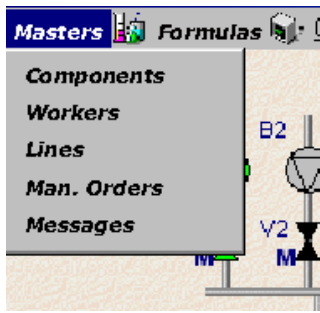 Masters Formulas
Components
Workers
Lines
Man. Orders
Messages
B2
V2
M M